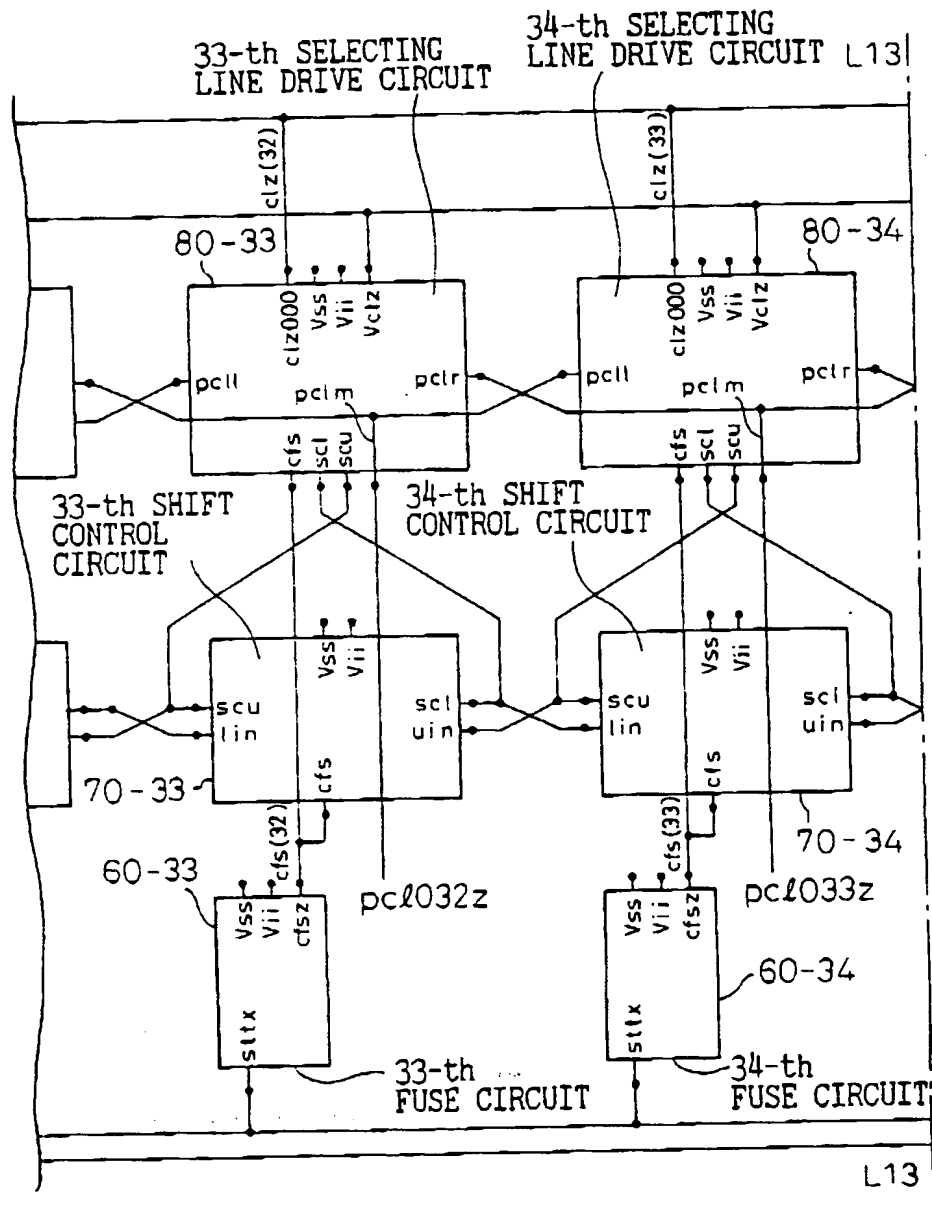 33-th SELECTING
LINE DRIVE CIRCUIT
34-th SELECTING
LINE DRIVE CIRCUIT
L13
clz(32)
clz(33)
80-33
80-34
clz000
Vss
Vii
Vclz
clz000
Vss
Vii
Vclz
pcll
pclm
pclr
pcll
pclm
pclr
cfs
scl
scu
cfs
scl
scu
33-th SHIFT
CONTROL
CIRCUIT
34-th SHIFT
CONTROL CIRCUIT
Vss
Vii
Vss
Vii
scu
lin
scl
uin
scu
lin
scl
uin
cfs
cfs
70-33
70-34
cfs(32)
cfs(33)
60-33
pcℓ032z
pcℓ033z
Vss
Vii
cfsz
Vss
Vii
cfsz
60-34
sttx
sttx
33-th
FUSE CIRCUIT
34-th
FUSE CIRCUIT
L13